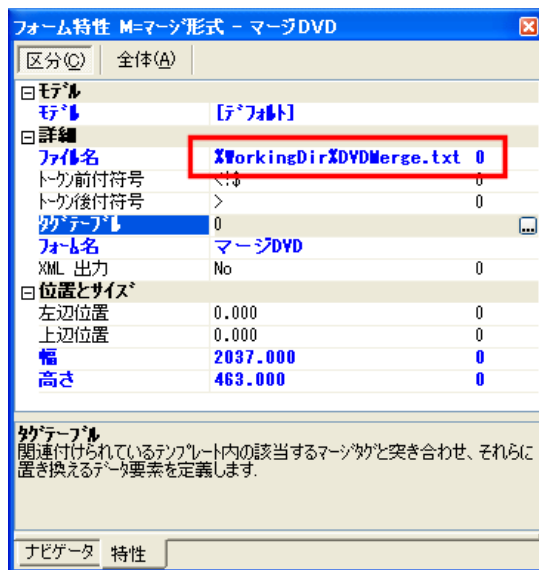 フォーム特性 M=マージ形式 - マージDVD
区分(C) 全体(A)
モデル
モデル [デフォルト]
詳細
ファイル名 %WorkingDir%DVDMerge.txt 0
トークン前付符号 <!$ 0
トークン後付符号 > 0
タグテーブル 0 ...
フォーム名 マージDVD
XML 出力 No 0
位置とサイズ
左辺位置 0.000 0
上辺位置 0.000 0
幅 2037.000 0
高さ 463.000 0
タグテーブル
関連付けられているテンプレート内の該当するマージタグと突き合わせ、それらに
置き換えるデータ要素を定義します.
ナビゲータ 特性